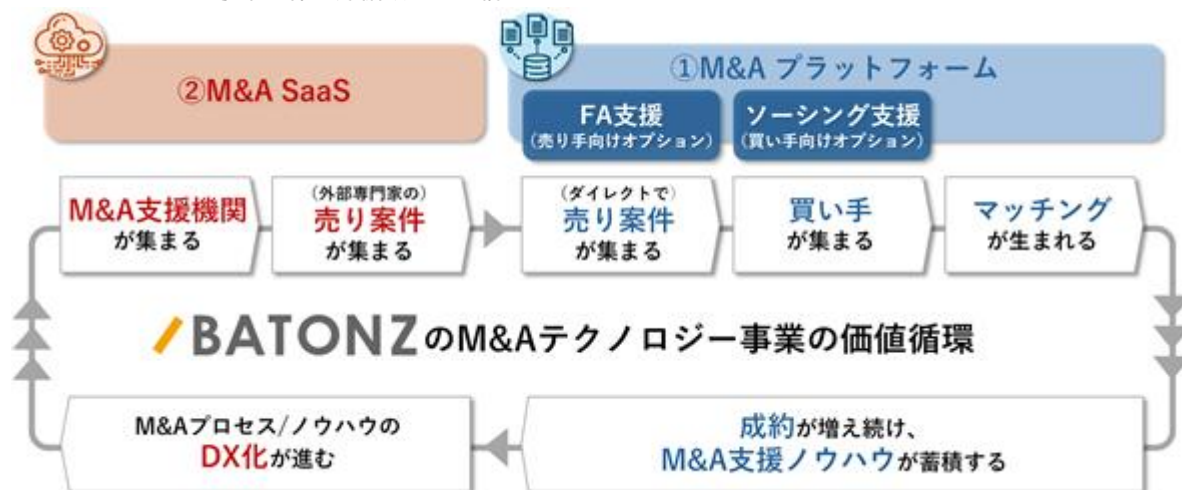 ②M&A SaaS
①M&A プラットフォーム
FA支援
(売り手向けオプション)
ソーシング支援
(買い手向けオプション)
M&A支援機関
が集まる
(外部専門家の)
売り案件
が集まる
(ダイレクトで)
売り案件
が集まる
買い手
が集まる
マッチング
が生まれる
BATONZのM&Aテクノロジー事業の価値循環
M&Aプロセス/ノウハウの
DX化が進む
成約が増え続け、
M&A支援ノウハウが蓄積する